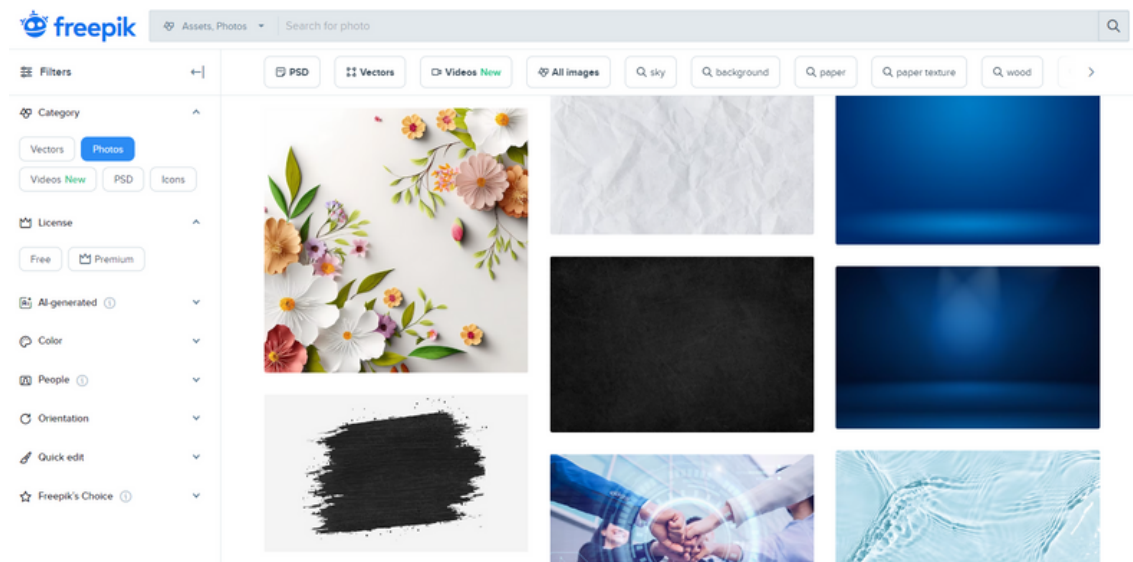 freepik
Assets, Photos
Search for photo
Filters
PSD
Vectors
Videos New
All images
sky
background
paper
paper texture
wood
Category
Vectors
Photos
Videos New
PSD
Icons
License
Free
Premium
AI-generated
Color
People
Orientation
Quick edit
Freepik's Choice